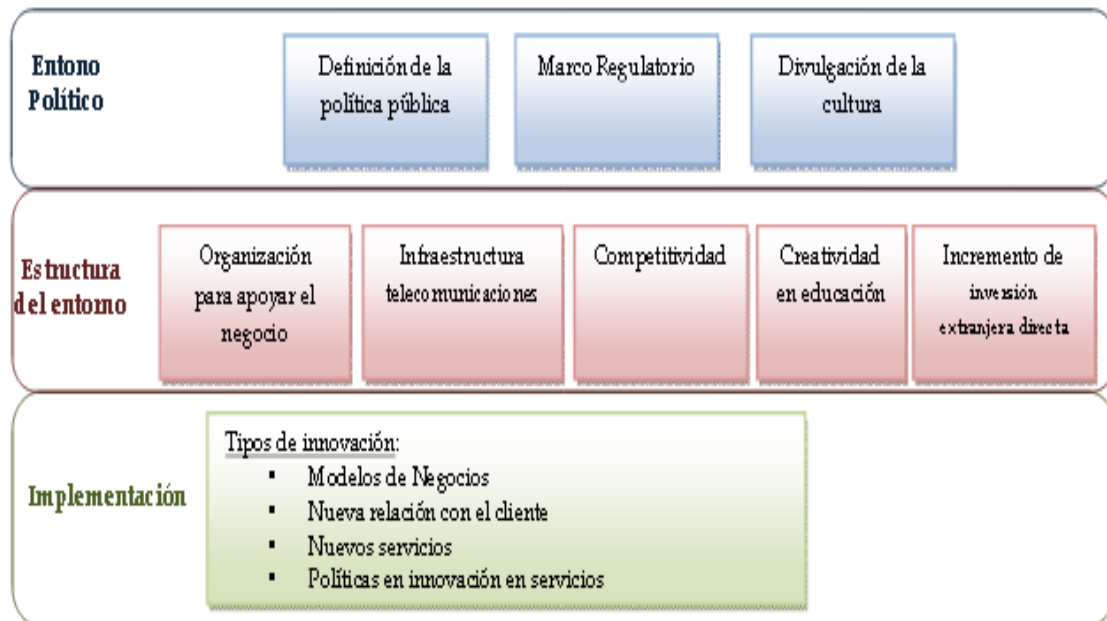 Entono
Político
Definición de la
política pública
Marco Regulatorio
Divulgación de la
cultura
Estructura
del entorno
Organización
para apoyar el
negocio
Infraestructura
telecomunicaciones
Competitividad
Creatividad
en educación
Incremento de
inversión
extranjera directa
Implementación
Tipos de innovación:
▪ Modelos de Negocios
▪ Nueva relación con el cliente
▪ Nuevos servicios
▪ Políticas en innovación en servicios